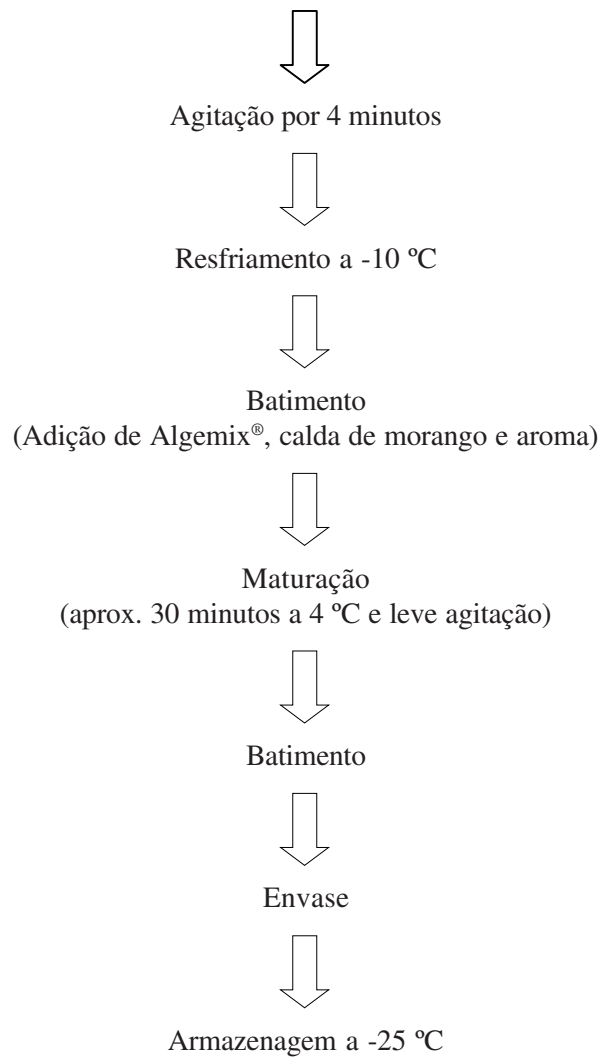 Agitação por 4 minutos
Resfriamento a -10 ºC
Batimento
(Adição de Algemix®, calda de morango e aroma)
Maturação
(aprox. 30 minutos a 4 ºC e leve agitação)
Batimento
Envase
Armazenagem a -25 ºC